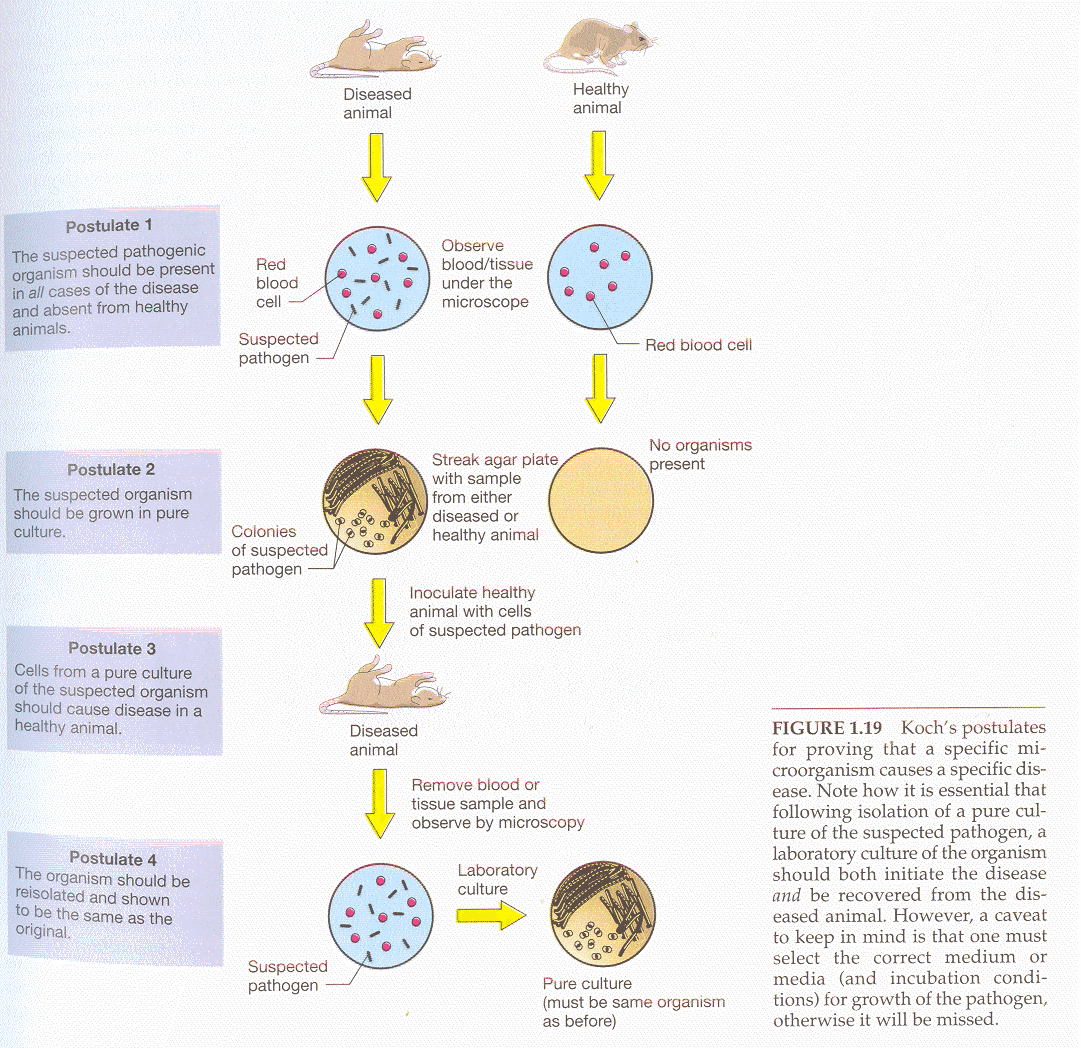 Diseased
animal
Healthy
animal
Postulate 1
The suspected pathogenic
organism should be present
in all cases of the disease
and absent from healthy
animals.
Red
blood
cell
Suspected
pathogen
Observe
blood/tissue
under the
microscope
Red blood cell
Postulate 2
The suspected organism
should be grown in pure
culture.
Colonies
of suspected
pathogen
Streak agar plate
with sample
from either
diseased or
healthy animal
No organisms
present
Inoculate healthy
animal with cells
of suspected pathogen
Postulate 3
Cells from a pure culture
of the suspected organism
should cause disease in a
healthy animal.
Diseased
animal
Remove blood or
tissue sample and
observe by microscopy
Postulate 4
The organism should be
reisolated and shown
to be the same as the
original.
Suspected
pathogen
Laboratory
culture
Pure culture
(must be same organism
as before)
FIGURE 1.19 Koch's postulates
for proving that a specific mi-
croorganism causes a specific dis-
ease. Note how it is essential that
following isolation of a pure cul-
ture of the suspected pathogen, a
laboratory culture of the organism
should both initiate the disease
and be recovered from the dis-
eased animal. However, a caveat
to keep in mind is that one must
select the correct medium or
media (and incubation condi-
tions) for growth of the pathogen,
otherwise it will be missed.